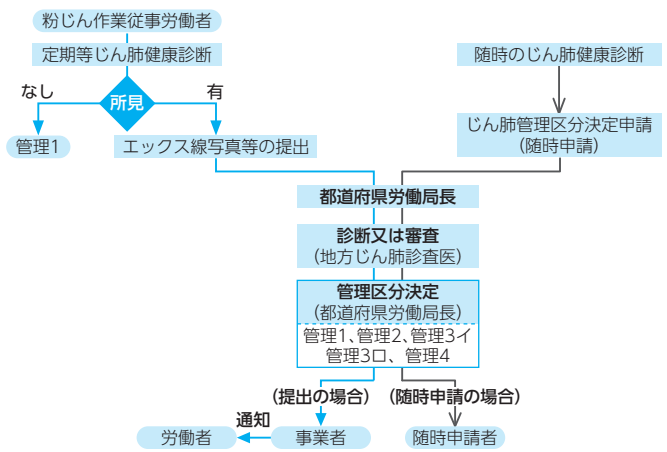 粉じん作業従事労働者
定期等じん肺健康診断
随時のじん肺健康診断
なし
所見
有
管理1
エックス線写真等の提出
じん肺管理区分決定申請
(随時申請)
都道府県労働局長
診断又は審査
(地方じん肺診査医)
管理区分決定
(都道府県労働局長)
管理1、管理2、管理3イ
管理3ロ、管理4
(提出の場合)
(随時申請の場合)
通知
労働者
事業者
随時申請者